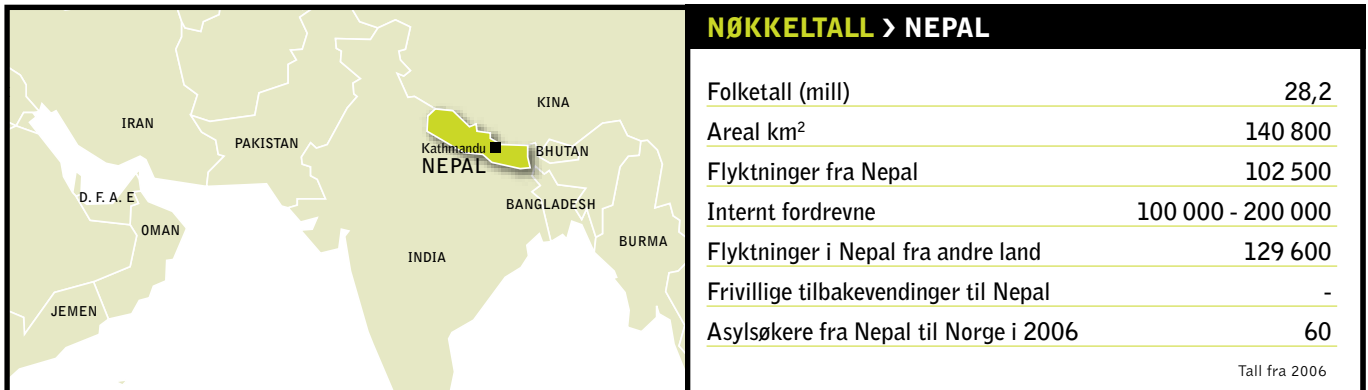 KINA
IRAN
PAKISTAN
Kathmandu
BHUTAN
NEPAL
D. F. A. E
BANGLADESH
OMAN
BURMA
INDIA
JEMEN
NØKKELTALL > NEPAL
Folketall (mill) 28,2
Areal km² 140 800
Flyktninger fra Nepal 102 500
Internt fordrevne 100 000 - 200 000
Flyktninger i Nepal fra andre land 129 600
Frivillige tilbakevendinger til Nepal -
Asylsøkere fra Nepal til Norge i 2006 60
Tall fra 2006